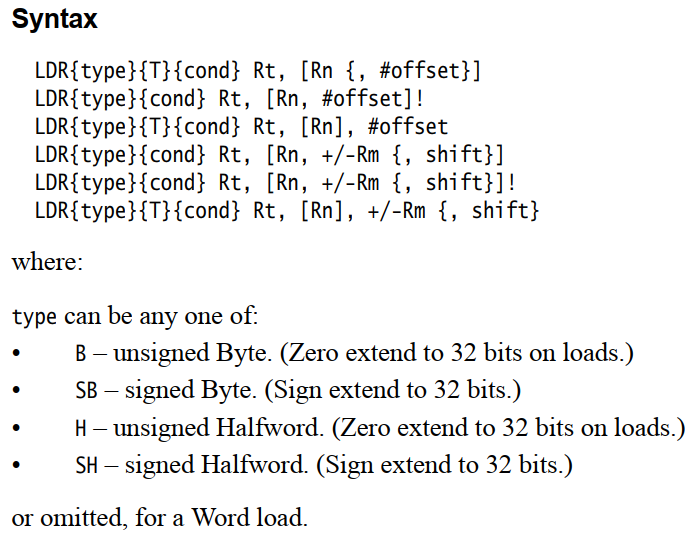 Syntax
LDR{type}{T}{cond} Rt, [Rn {, #offset}]
LDR{type}{cond} Rt, [Rn, #offset]!
LDR{type}{T}{cond} Rt, [Rn], #offset
LDR{type}{cond} Rt, [Rn, +/-Rm {, shift}]
LDR{type}{cond} Rt, [Rn, +/-Rm {, shift}]!
LDR{type}{T}{cond} Rt, [Rn], +/-Rm {, shift}
where:
type can be any one of:
• B – unsigned Byte. (Zero extend to 32 bits on loads.)
• SB – signed Byte. (Sign extend to 32 bits.)
• H – unsigned Halfword. (Zero extend to 32 bits on loads.)
• SH – signed Halfword. (Sign extend to 32 bits.)
or omitted, for a Word load.